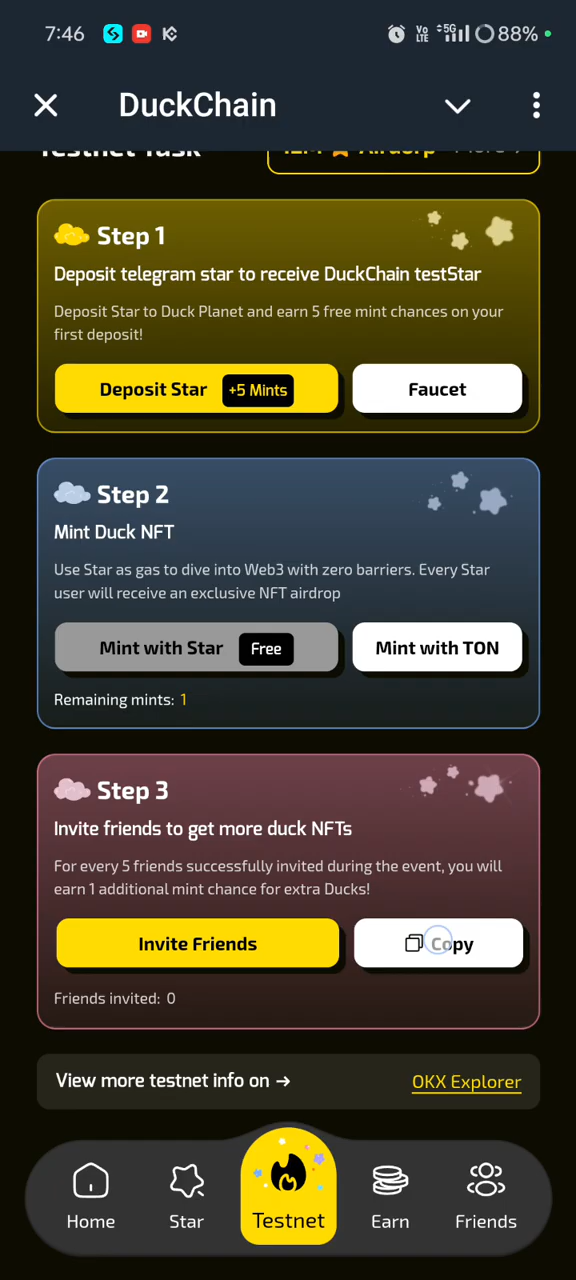 7:46
Vo LTE 5G 88%
DuckChain
Step 1
Deposit telegram star to receive DuckChain testStar
Deposit Star to Duck Planet and earn 5 free mint chances on your
first deposit!
Deposit Star +5 Mints Faucet
Step 2
Mint Duck NFT
Use Star as gas to dive into Web3 with zero barriers. Every Star
user will receive an exclusive NFT airdrop
Mint with Star Free Mint with TON
Remaining mints: 1
Step 3
Invite friends to get more duck NFTs
For every 5 friends successfully invited during the event, you will
earn 1 additional mint chance for extra Ducks!
Invite Friends Copy
Friends invited: 0
View more testnet info on → OKX Explorer
Home Star Testnet Earn Friends